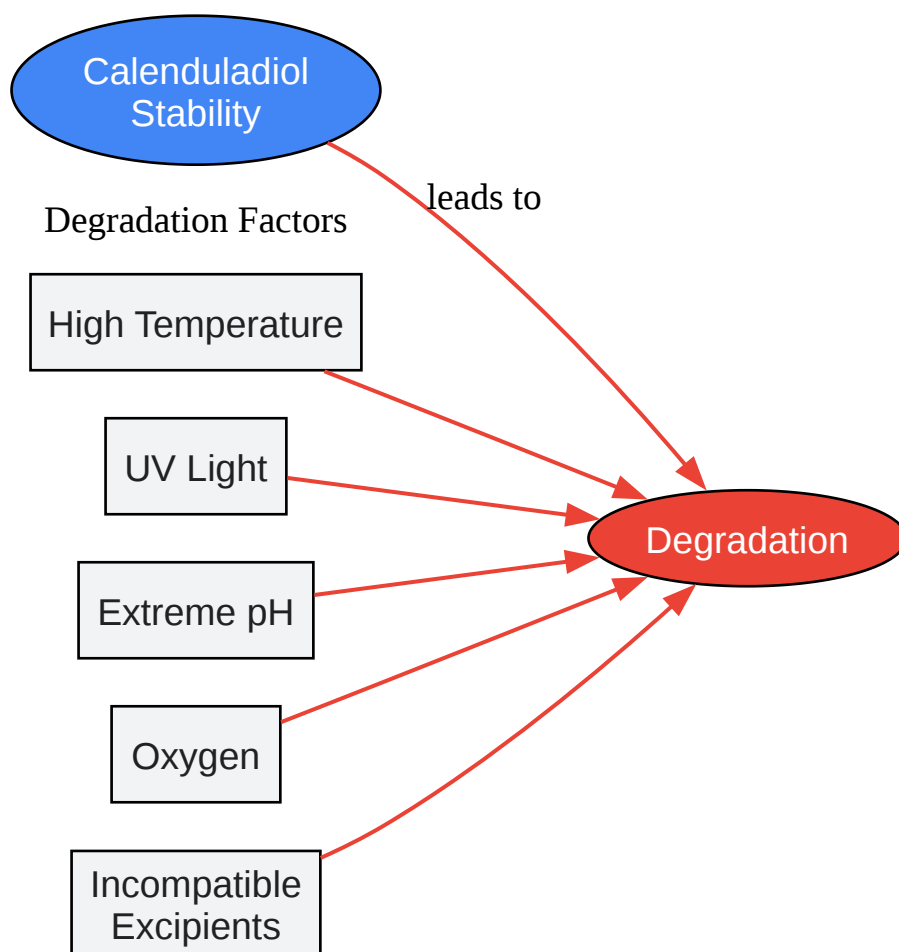 Calenduladiol
Stability
leads to
Degradation Factors
High Temperature
UV Light
Degradation
Extreme pH
Oxygen
Incompatible
Excipients